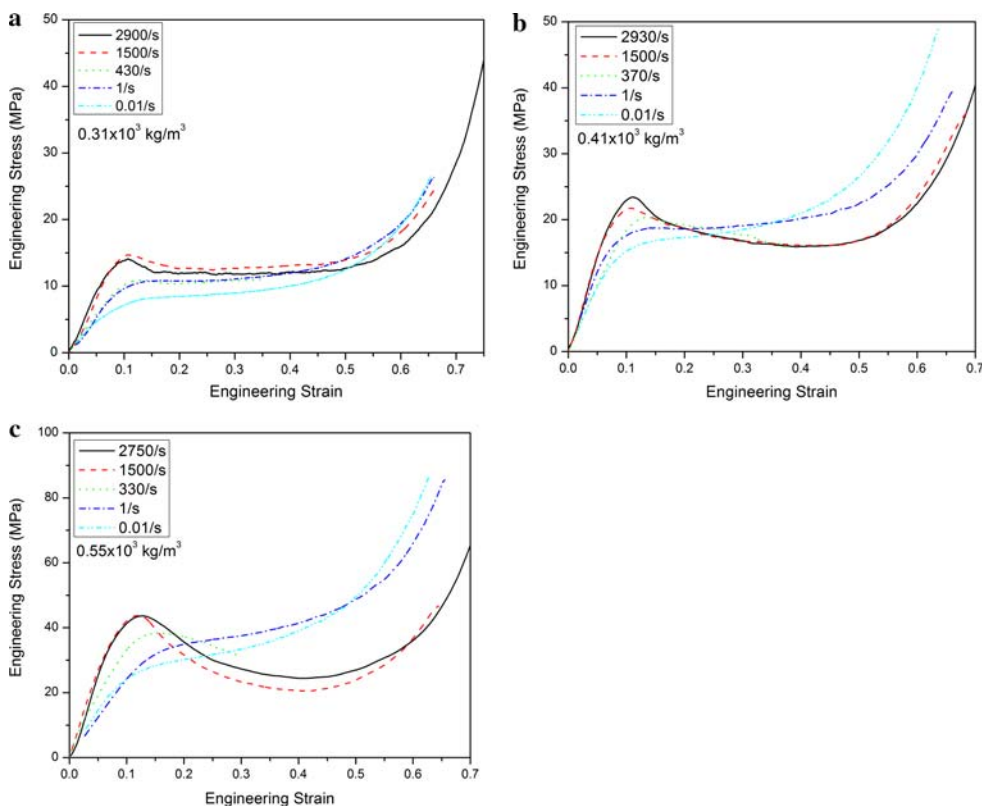 a
50
40
30
20
10
0
Engineering Stress (MPa)
2900/s
1500/s
430/s
1/s
0.01/s
0.31x10³ kg/m³
0.0 0.1 0.2 0.3 0.4 0.5 0.6 0.7
Engineering Strain
b
50
40
30
20
10
0
Engineering Stress (MPa)
2930/s
1500/s
370/s
1/s
0.01/s
0.41x10³ kg/m³
0.0 0.1 0.2 0.3 0.4 0.5 0.6 0.7
Engineering Strain
c
100
80
60
40
20
0
Engineering Stress (MPa)
2750/s
1500/s
330/s
1/s
0.01/s
0.55x10³ kg/m³
0.0 0.1 0.2 0.3 0.4 0.5 0.6 0.7
Engineering Strain